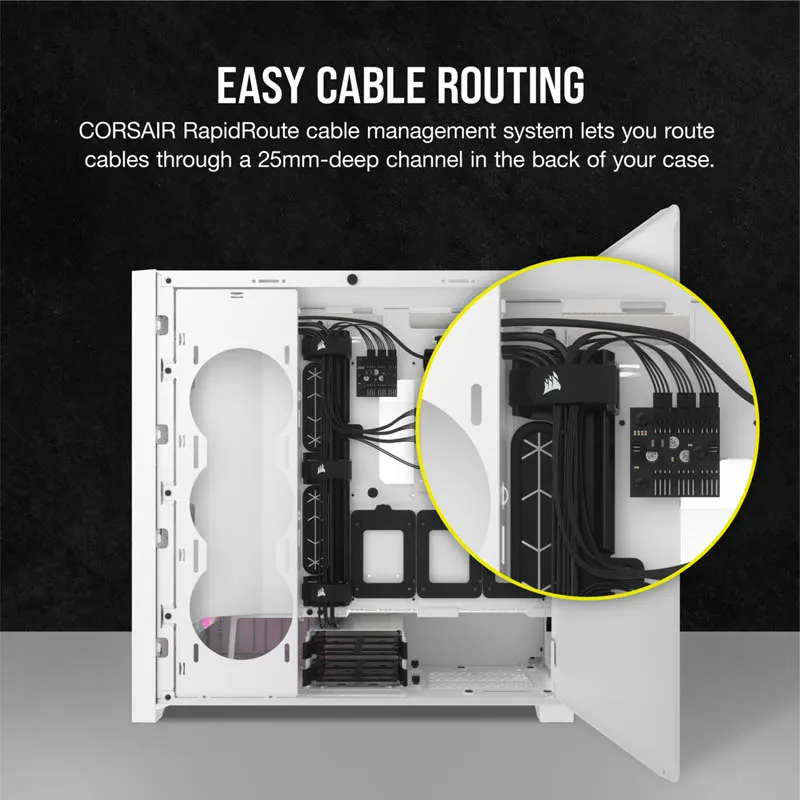 EASY CABLE ROUTING
CORSAIR RapidRoute cable management system lets you route
cables through a 25mm-deep channel in the back of your case.